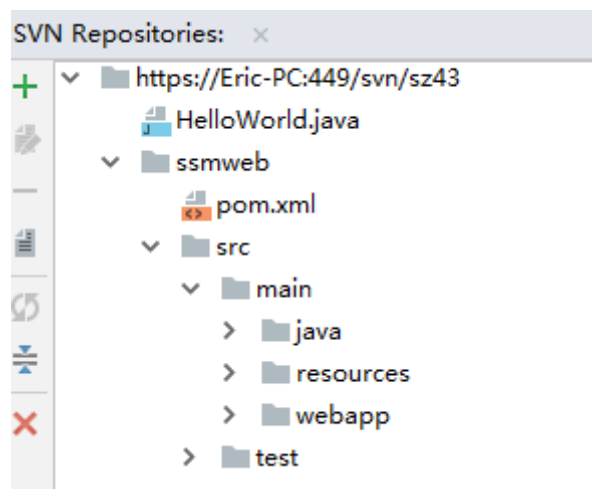 SVN Repositories:
https://Eric-PC:449/svn/sz43
HelloWorld.java
ssmweb
pom.xml
src
main
java
resources
webapp
test